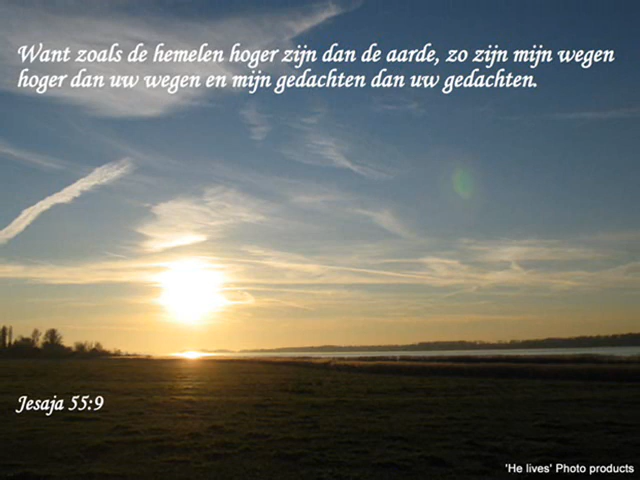 Want zoals de hemelen hoger zijn dan de aarde, zo zijn mijn wegen
hoger dan uw wegen en mijn gedachten dan uw gedachten.
Jesaja 55:9
'He lives' Photo products